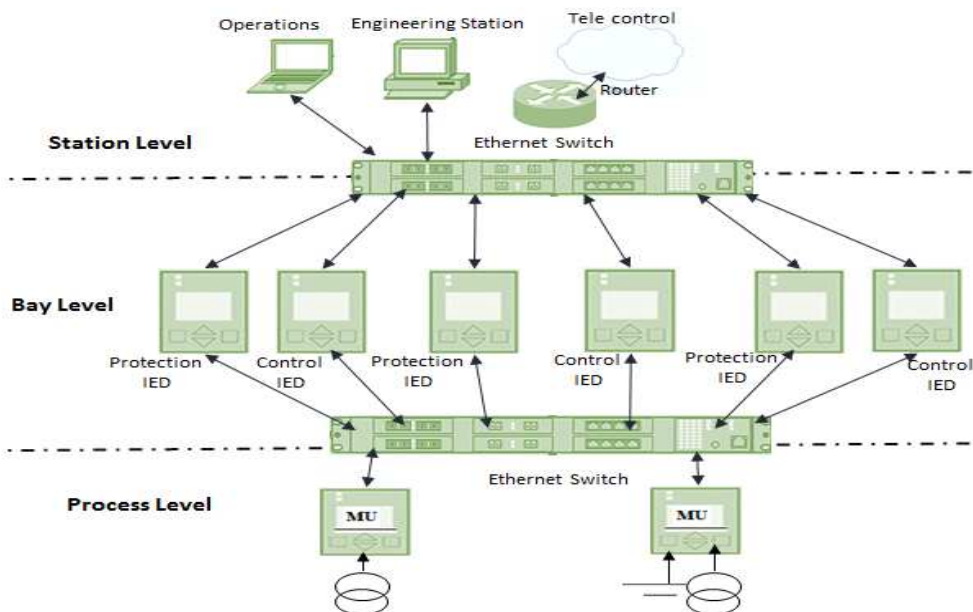 Tele control
Operations
Engineering Station
Router
Ethernet Switch
Station Level
Bay Level
Protection
IED
Control
IED
Protection
IED
Control
IED
Protection
IED
Control
IED
Ethernet Switch
Process Level
MU
MU